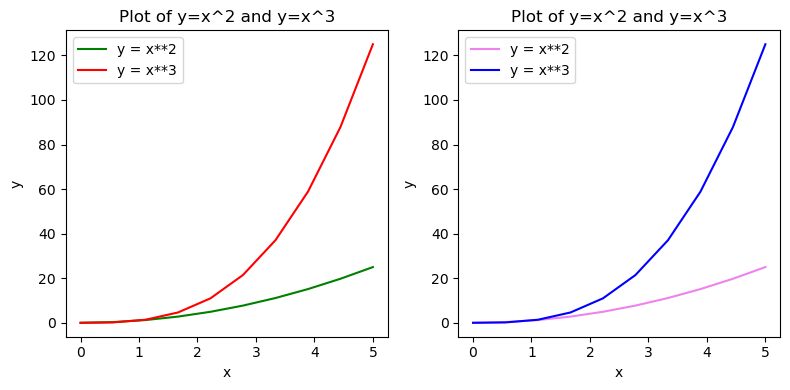 Plot of y=x^2 and y=x^3
y = x**2
y = x**3
120
100
80
60
40
20
0
y
0 1 2 3 4 5
x
Plot of y=x^2 and y=x^3
y = x**2
y = x**3
120
100
80
60
40
20
0
y
0 1 2 3 4 5
x